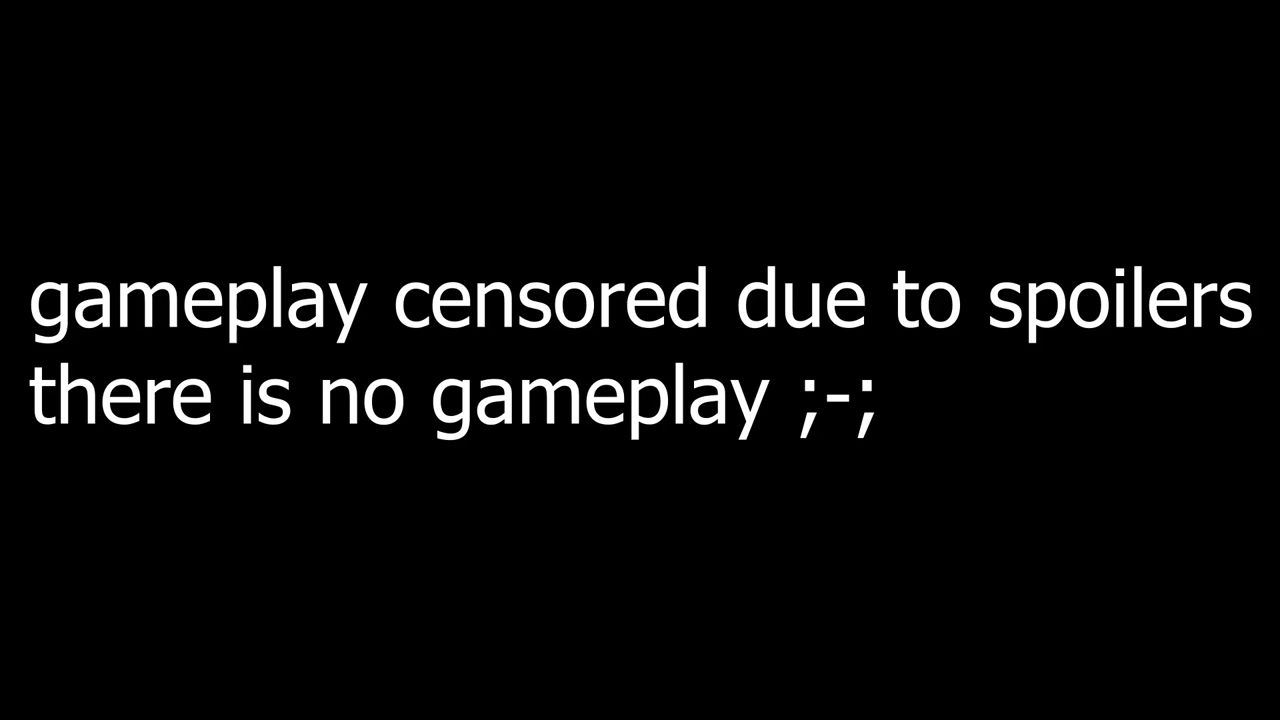 gameplay censored due to spoilers
there is no gameplay ;-;